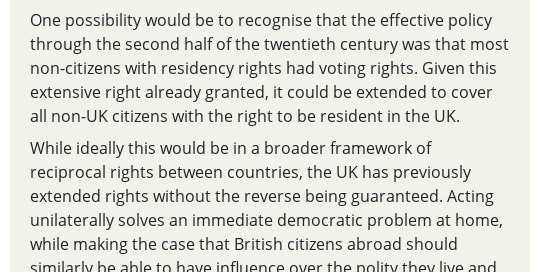 One possibility would be to recognise that the effective policy
through the second half of the twentieth century was that most
non-citizens with residency rights had voting rights. Given this
extensive right already granted, it could be extended to cover
all non-UK citizens with the right to be resident in the UK.
While ideally this would be in a broader framework of
reciprocal rights between countries, the UK has previously
extended rights without the reverse being guaranteed. Acting
unilaterally solves an immediate democratic problem at home,
while making the case that British citizens abroad should
similarly be able to have influence over the polity they live and